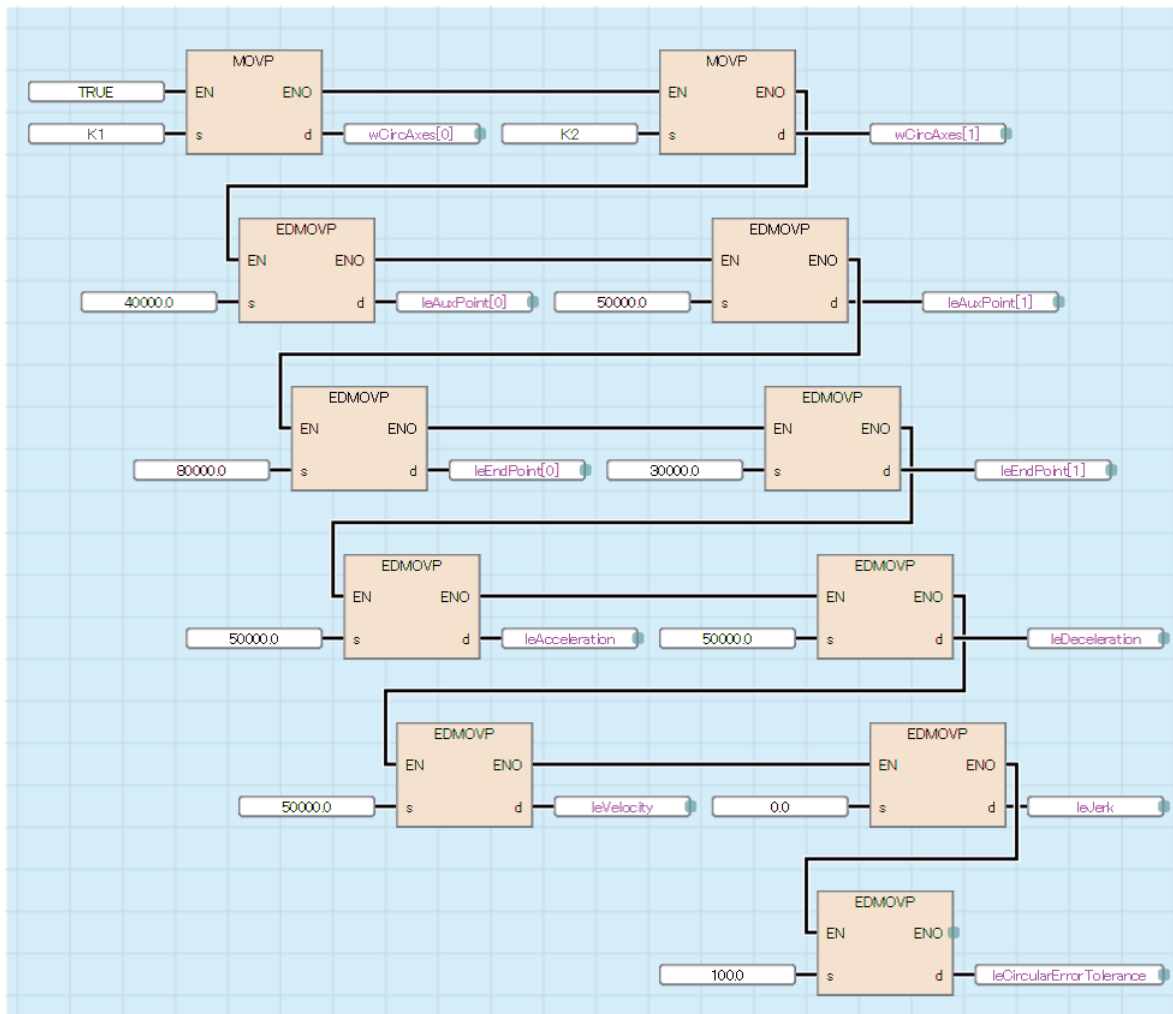 MOVP MOVP
TRUE EN ENO EN ENO
K1 s d wCircAxes[0] K2 s d wCircAxes[1]
EDMOVP EDMOVP
EN ENO EN ENO
40000.0 s d leAuxPoint[0] 50000.0 s d leAuxPoint[1]
EDMOVP EDMOVP
EN ENO EN ENO
80000.0 s d leEndPoint[0] 30000.0 s d leEndPoint[1]
EDMOVP EDMOVP
EN ENO EN ENO
50000.0 s d leAcceleration 50000.0 s d leDeceleration
EDMOVP EDMOVP
EN ENO EN ENO
50000.0 s d leVelocity 0.0 s d leJerk
EDMOVP
EN ENO
100.0 s d leCircularErrorTolerance